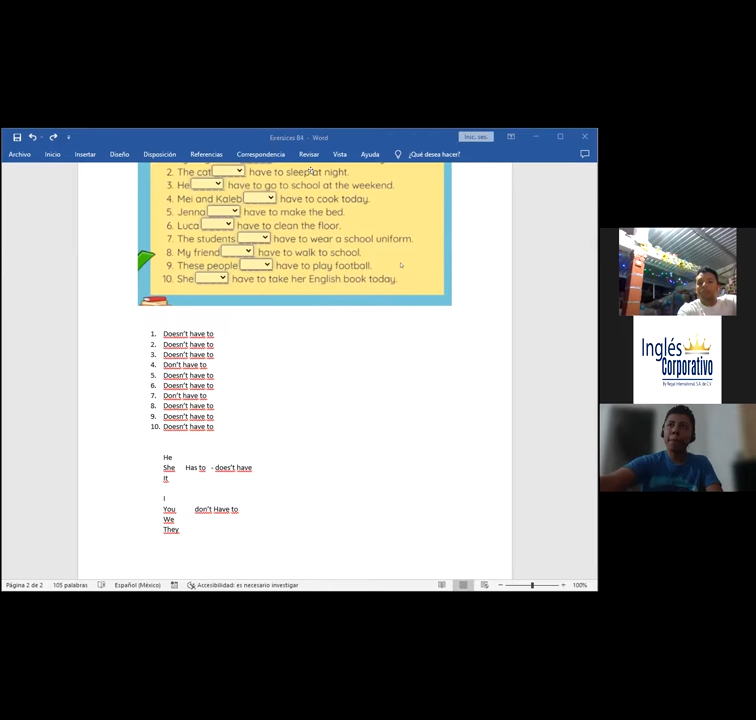 Exersices B4 - Word
Inic. ses.
Archivo Inicio Insertar Diseño Disposición Referencias Correspondencia Revisar Vista Ayuda ¿Qué desea hacer?
2. The cat have to sleep at night.
3. He have to go to school at the weekend.
4. Mei and Kaleb have to cook today.
5. Jenna have to make the bed.
6. Luca have to clean the floor.
7. The students have to wear a school uniform.
8. My friend have to walk to school.
9. These people have to play football.
10. She have to take her English book today.
1. Doesn't have to
2. Doesn't have to
3. Doesn't have to
4. Don't have to
5. Doesn't have to
6. Doesn't have to
7. Don't have to
8. Doesn't have to
9. Doesn't have to
10. Doesn't have to
He
She Has to - does't have
It
I
You don't Have to
We
They
Página 2 de 2 105 palabras Español (México) Accesibilidad: es necesario investigar 100%
Inglés
Corporativo
By Regal International, S.A. de C.V.